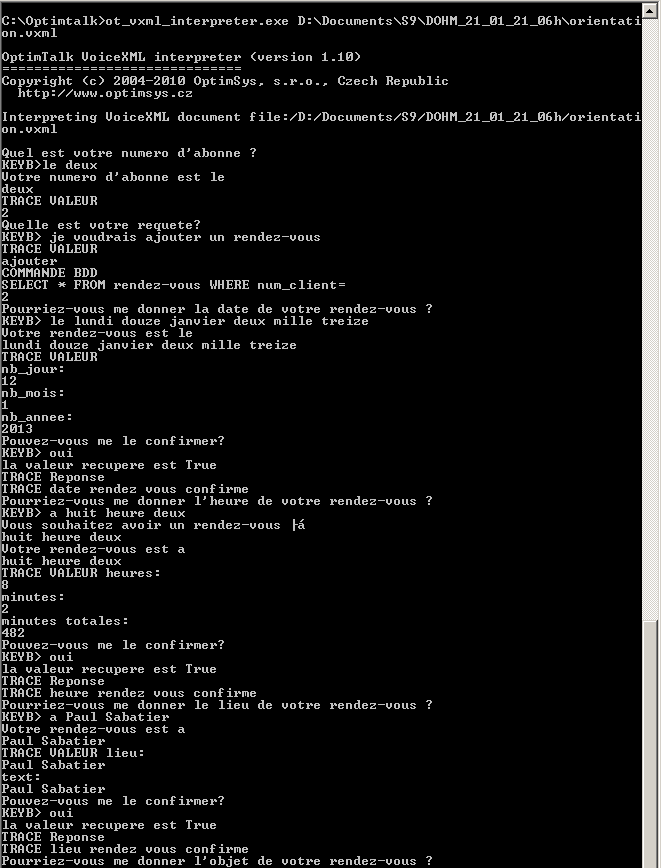 C:\Optimtalk>ot_vxml_interpreter.exe D:\Documents\S9\DOHM_21_01_21_06h\orientati
on.vxml
OptimTalk VoiceXML interpreter (version 1.10)
==============================
Copyright (c) 2004-2010 OptimSys, s.r.o., Czech Republic
http://www.optimsys.cz
Interpreting VoiceXML document file:/D:/Documents/S9/DOHM_21_01_21_06h/orientati
on.vxml
Quel est votre numero d'abonne ?
KEYB>le deux
Votre numero d'abonne est le
deux
TRACE VALEUR
2
Quelle est votre requete?
KEYB> je voudrais ajouter un rendez-vous
TRACE VALEUR
ajouter
COMMANDE BDD
SELECT * FROM rendez-vous WHERE num_client=
2
Pourriez-vous me donner la date de votre rendez-vous ?
KEYB> le lundi douze janvier deux mille treize
Votre rendez-vous est le
lundi douze janvier deux mille treize
TRACE VALEUR
nb_jour:
12
nb_mois:
1
nb_annee:
2013
Pouvez-vous me le confirmer?
KEYB> oui
la valeur recupere est True
TRACE Reponse
TRACE date rendez vous confirme
Pourriez-vous me donner l'heure de votre rendez-vous ?
KEYB> a huit heure deux
Vous souhaitez avoir un rendez-vous ├á
huit heure deux
Votre rendez-vous est a
huit heure deux
TRACE VALEUR heures:
8
minutes:
2
minutes totales:
482
Pouvez-vous me le confirmer?
KEYB> oui
la valeur recupere est True
TRACE Reponse
TRACE heure rendez vous confirme
Pourriez-vous me donner le lieu de votre rendez-vous ?
KEYB> a Paul Sabatier
Votre rendez-vous est a
Paul Sabatier
TRACE VALEUR lieu:
Paul Sabatier
text:
Paul Sabatier
Pouvez-vous me le confirmer?
KEYB> oui
la valeur recupere est True
TRACE Reponse
TRACE lieu rendez vous confirme
Pourriez-vous me donner l'objet de votre rendez-vous ?